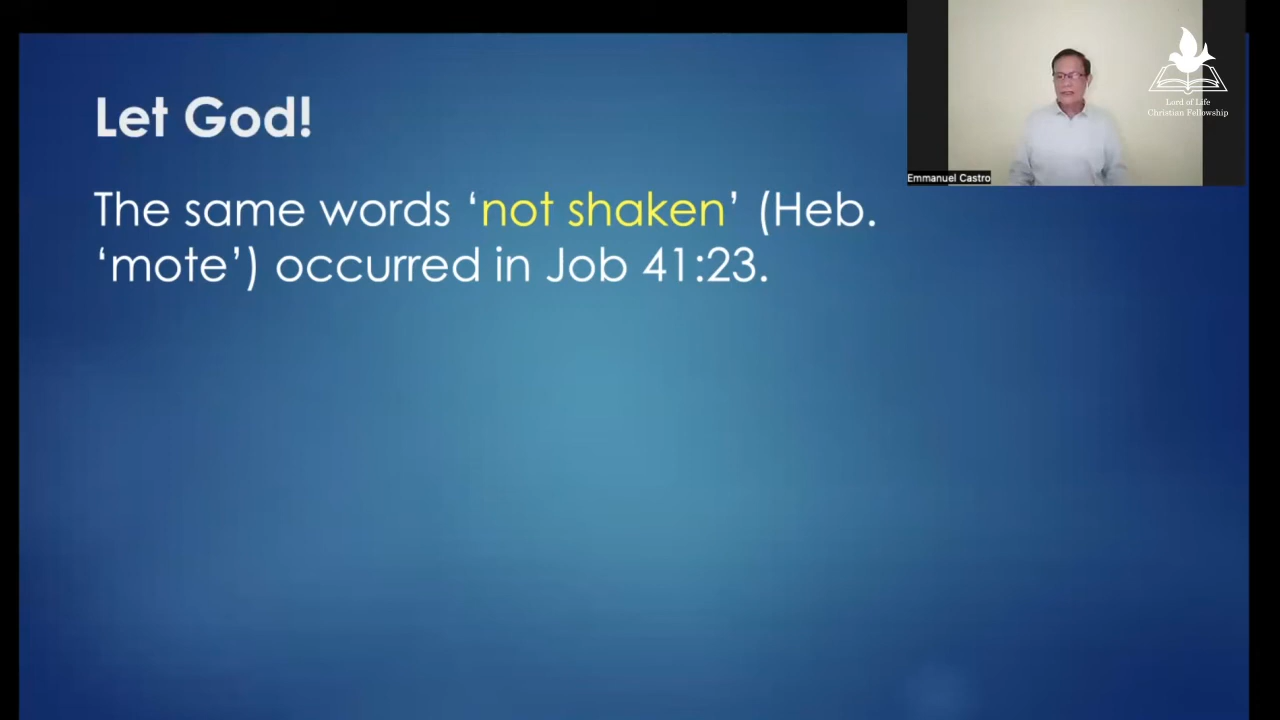 Let God!
The same words ‘not shaken’ (Heb.
‘mote’) occurred in Job 41:23.
Lord of Life
Christian Fellowship
Emmanuel Castro